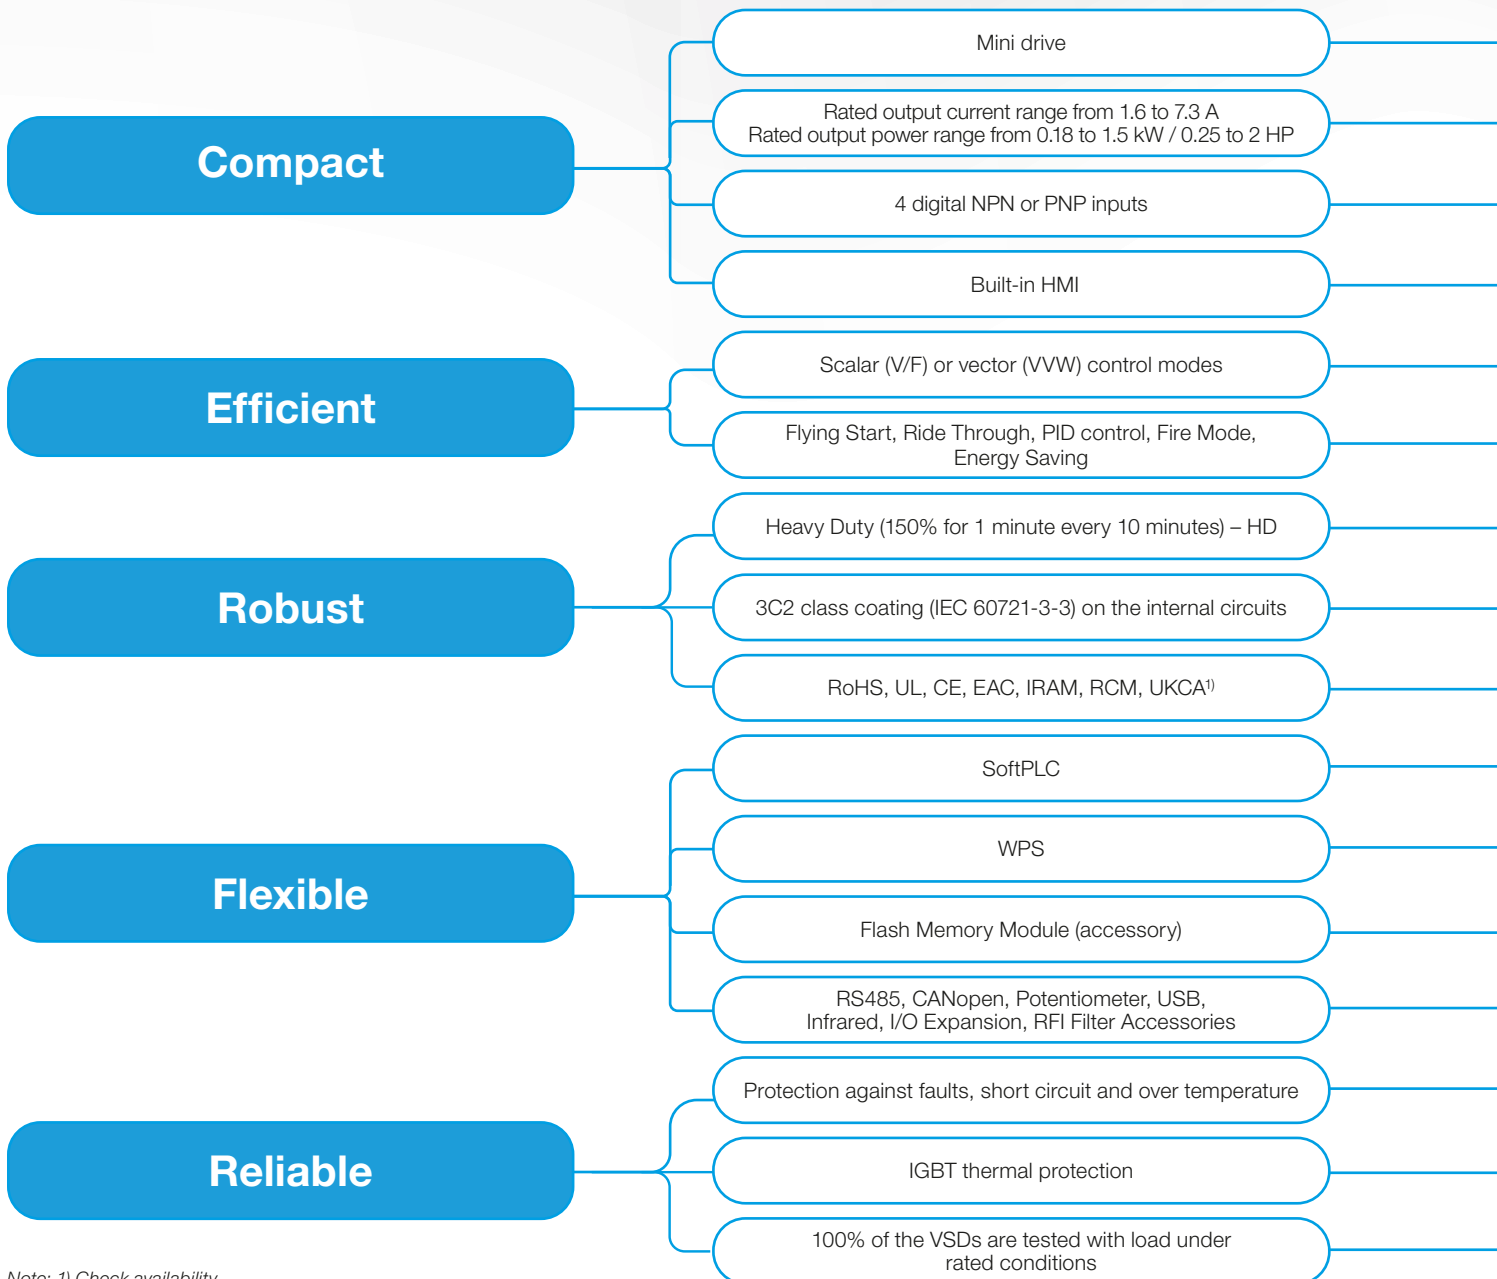 Compact
Mini drive
Rated output current range from 1.6 to 7.3 A
Rated output power range from 0.18 to 1.5 kW / 0.25 to 2 HP
4 digital NPN or PNP inputs
Built-in HMI
Efficient
Scalar (V/F) or vector (VVW) control modes
Flying Start, Ride Through, PID control, Fire Mode,
Energy Saving
Robust
Heavy Duty (150% for 1 minute every 10 minutes) – HD
3C2 class coating (IEC 60721-3-3) on the internal circuits
RoHS, UL, CE, EAC, IRAM, RCM, UKCA¹⁾
Flexible
SoftPLC
WPS
Flash Memory Module (accessory)
RS485, CANopen, Potentiometer, USB,
Infrared, I/O Expansion, RFI Filter Accessories
Reliable
Protection against faults, short circuit and over temperature
IGBT thermal protection
100% of the VSDs are tested with load under
rated conditions
Note: 1) Check availability